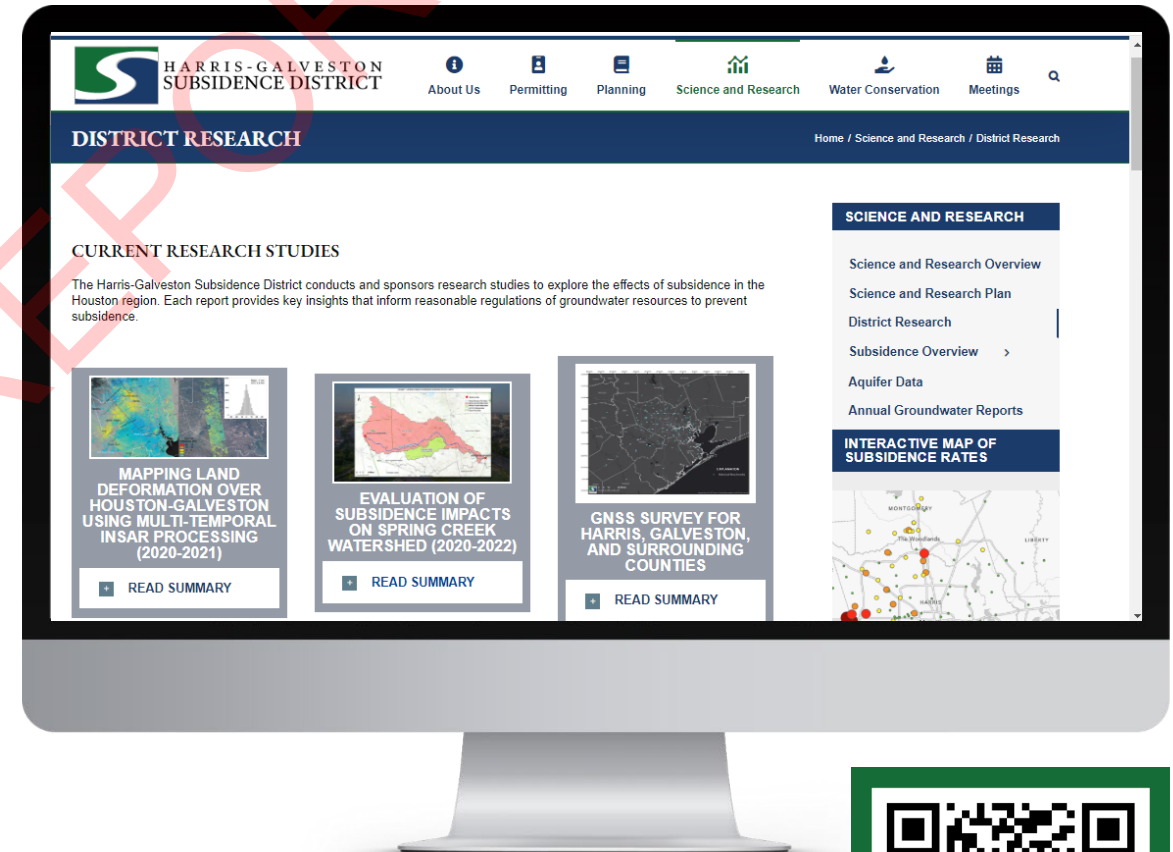 HARRIS-GALVESTON
SUBSIDENCE DISTRICT
About Us
Permitting
Planning
Science and Research
Water Conservation
Meetings
DISTRICT RESEARCH
Home / Science and Research / District Research
CURRENT RESEARCH STUDIES
The Harris-Galveston Subsidence District conducts and sponsors research studies to explore the effects of subsidence in the
Houston region. Each report provides key insights that inform reasonable regulations of groundwater resources to prevent
subsidence.
MAPPING LAND
DEFORMATION OVER
HOUSTON-GALVESTON
USING MULTI-TEMPORAL
INSAR PROCESSING
(2020-2021)
+ READ SUMMARY
EVALUATION OF
SUBSIDENCE IMPACTS
ON SPRING CREEK
WATERSHED (2020-2022)
+ READ SUMMARY
GNSS SURVEY FOR
HARRIS, GALVESTON,
AND SURROUNDING
COUNTIES
+ READ SUMMARY
SCIENCE AND RESEARCH
Science and Research Overview
Science and Research Plan
District Research
Subsidence Overview >
Aquifer Data
Annual Groundwater Reports
INTERACTIVE MAP OF
SUBSIDENCE RATES
MONTGOMERY
The Woodlands
LIBERTY
HARRIS